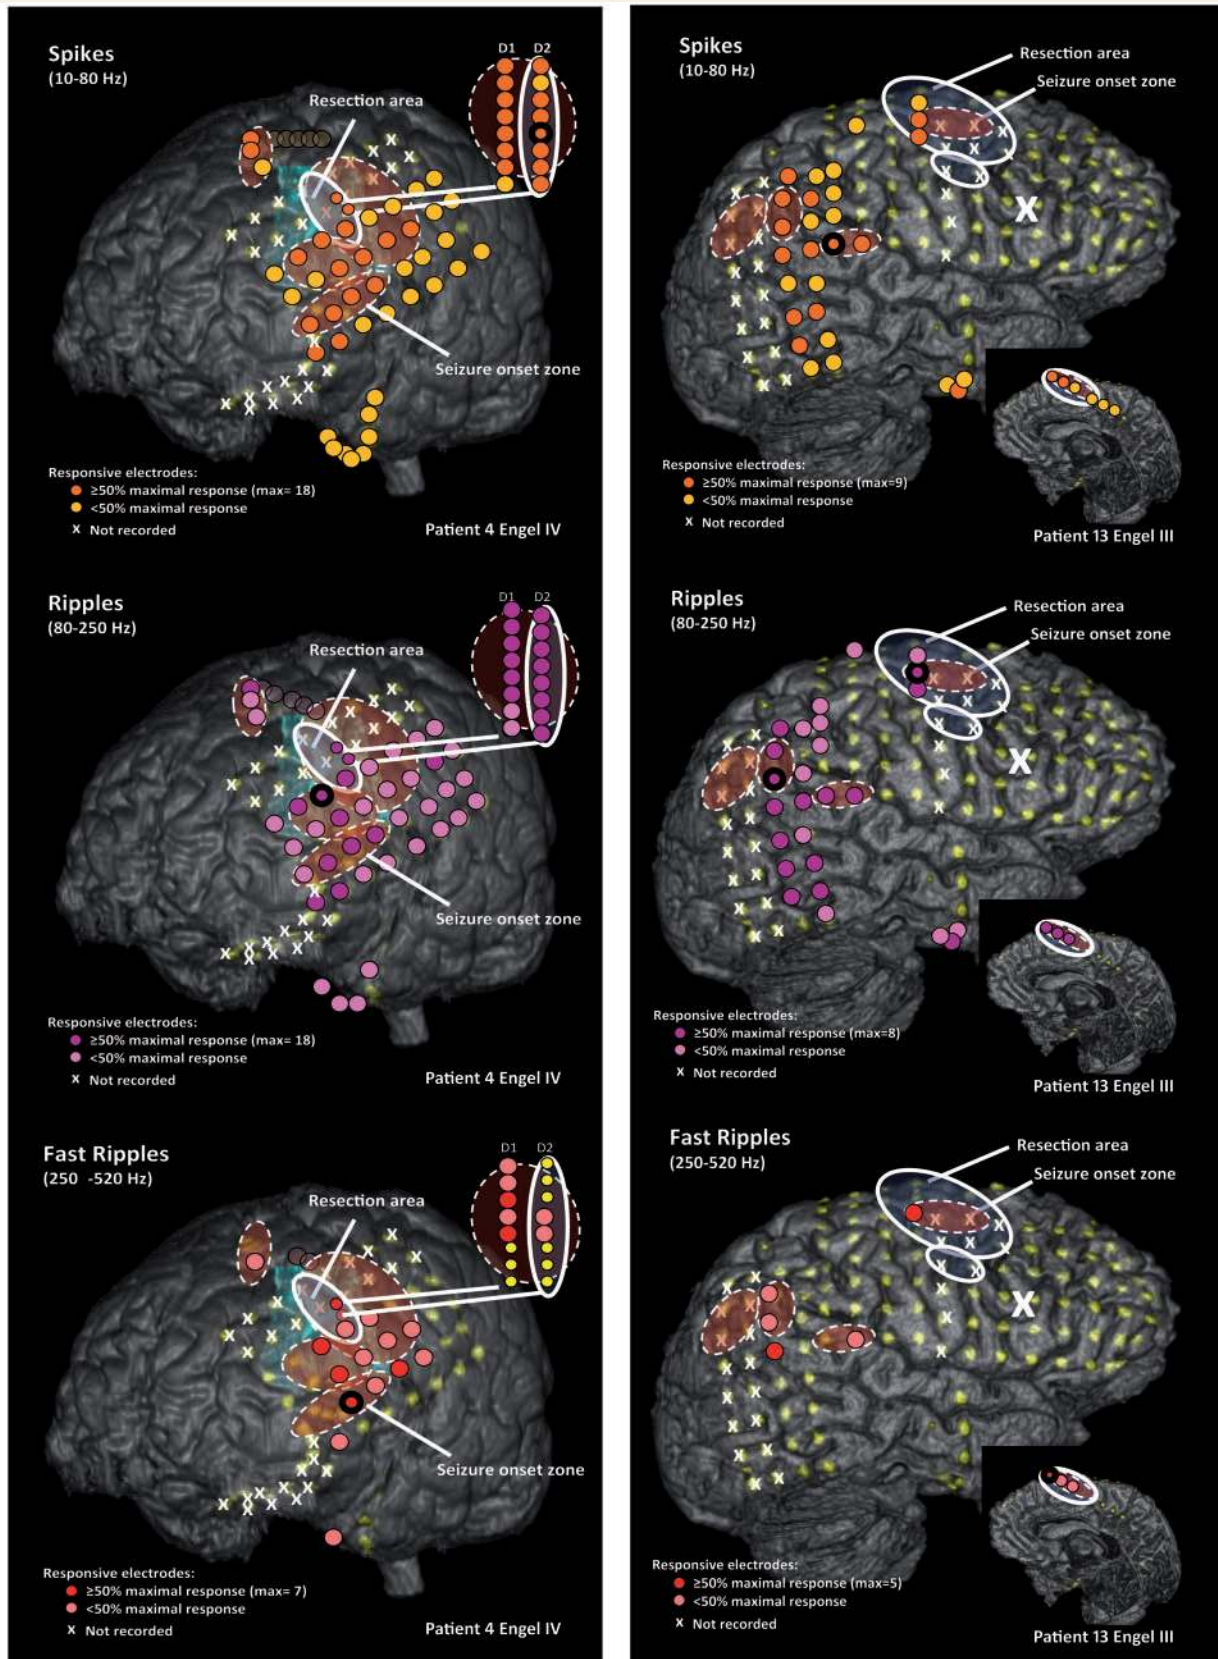 Spikes
(10-80 Hz)
D1 D2
Resection area
Seizure onset zone
Responsive electrodes:
≥50% maximal response (max= 18)
<50% maximal response
x Not recorded
Patient 4 Engel IV
Ripples
(80-250 Hz)
D1 D2
Resection area
Seizure onset zone
Responsive electrodes:
≥50% maximal response (max= 18)
<50% maximal response
x Not recorded
Patient 4 Engel IV
Fast Ripples
(250 -520 Hz)
D1 D2
Resection area
Seizure onset zone
Responsive electrodes:
≥50% maximal response (max= 7)
<50% maximal response
x Not recorded
Patient 4 Engel IV
Spikes
(10-80 Hz)
Resection area
Seizure onset zone
X
Responsive electrodes:
≥50% maximal response (max=9)
<50% maximal response
x Not recorded
Patient 13 Engel III
Ripples
(80-250 Hz)
Resection area
Seizure onset zone
X
Responsive electrodes:
≥50% maximal response (max=8)
<50% maximal response
x Not recorded
Patient 13 Engel III
Fast Ripples
(250-520 Hz)
Resection area
Seizure onset zone
X
Responsive electrodes:
≥50% maximal response (max=5)
<50% maximal response
x Not recorded
Patient 13 Engel III